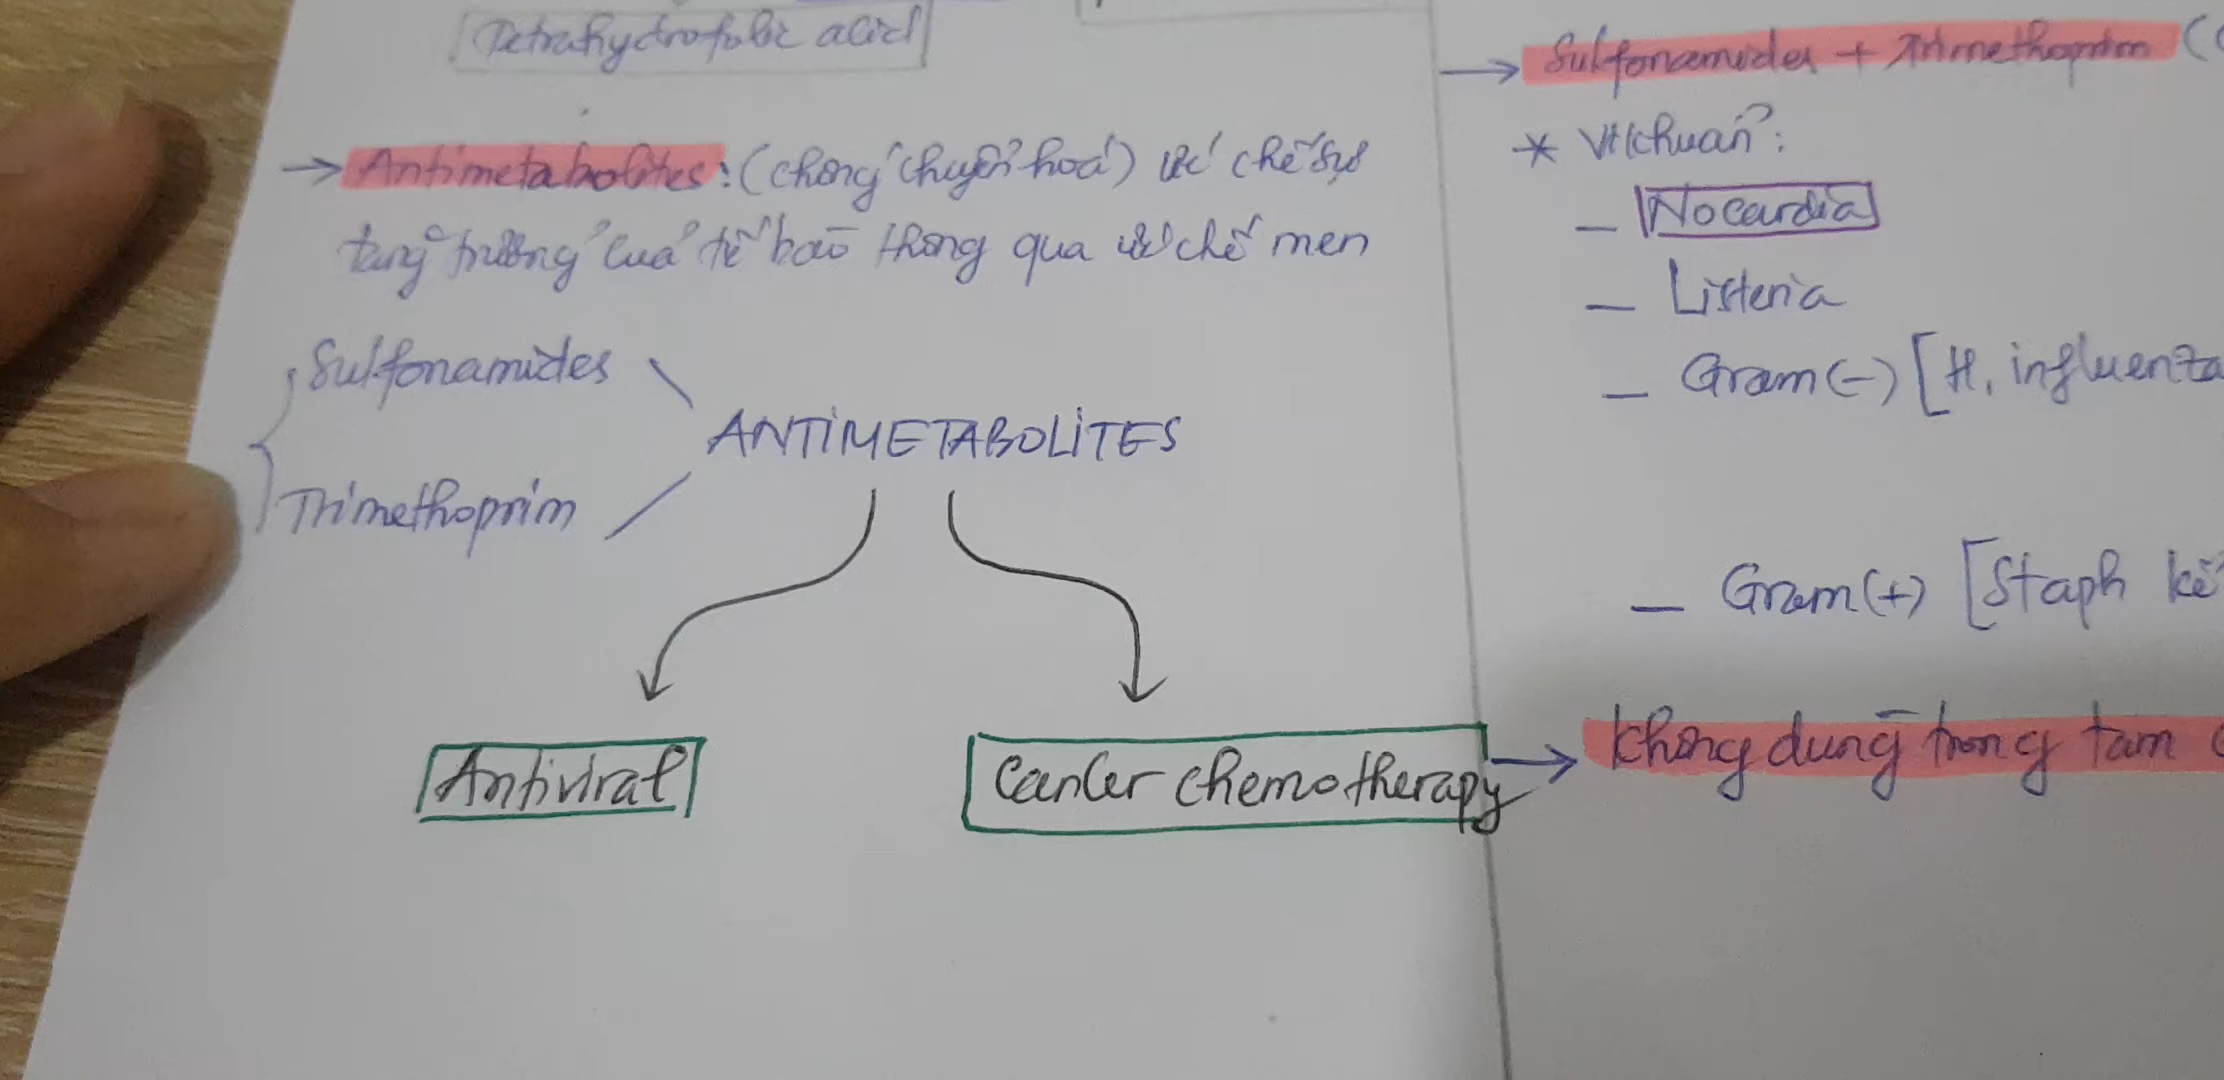 Tetrahydrofolic acid
→ Antimetabolites: (chống chuyển hoá) ức chế sự
tăng trưởng của tế bào thông qua ức chế men
Sulfonamides
Trimethoprim
ANTIMETABOLITES
Antiviral
Cancer chemotherapy
→ Sulfonamides + Trimethoprim (
* Vi khuẩn:
- Nocardia
- Listeria
- Gram(-) [H. influenza
- Gram(+) [Staph
→ không dùng trong tam